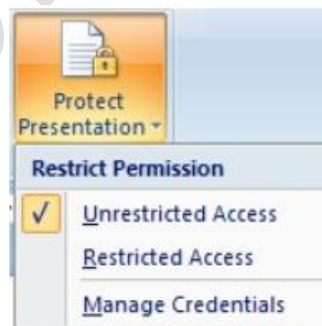 Protect
Presentation
Restrict Permission
Unrestricted Access
Restricted Access
Manage Credentials